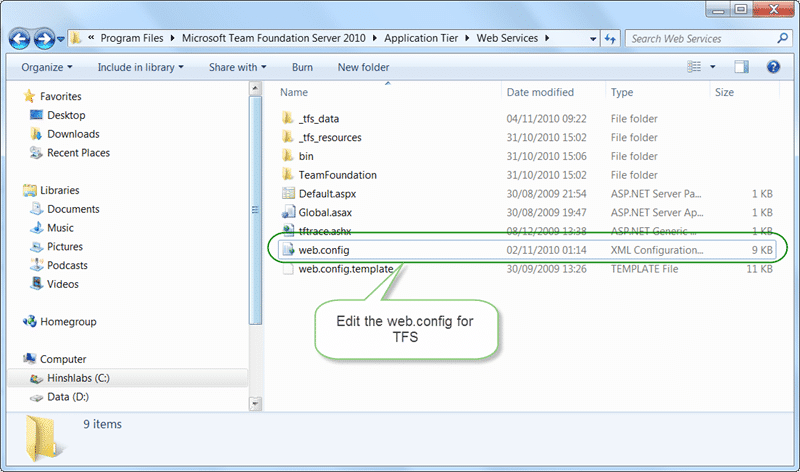 « Program Files ▸ Microsoft Team Foundation Server 2010 ▸ Application Tier ▸ Web Services ▸ Search Web Services
Organize Include in library Share with Burn New folder
Favorites
Desktop
Downloads
Recent Places
Libraries
Documents
Music
Pictures
Podcasts
Videos
Homegroup
Computer
Hinshlabs (C:)
Data (D:)
Name Date modified Type Size
_tfs_data 04/11/2010 09:22 File folder
_tfs_resources 31/10/2010 15:02 File folder
bin 31/10/2010 15:06 File folder
TeamFoundation 31/10/2010 15:02 File folder
Default.aspx 30/08/2009 21:54 ASP.NET Server Pa... 1 KB
Global.asax 30/08/2009 19:47 ASP.NET Server Ap... 1 KB
tftrace.ashx 08/12/2009 13:38 ASP.NET Generic ... 1 KB
web.config 02/11/2010 01:14 XML Configuration... 9 KB
web.config.template 30/09/2009 13:26 TEMPLATE File 11 KB
Edit the web.config for
TFS
9 items